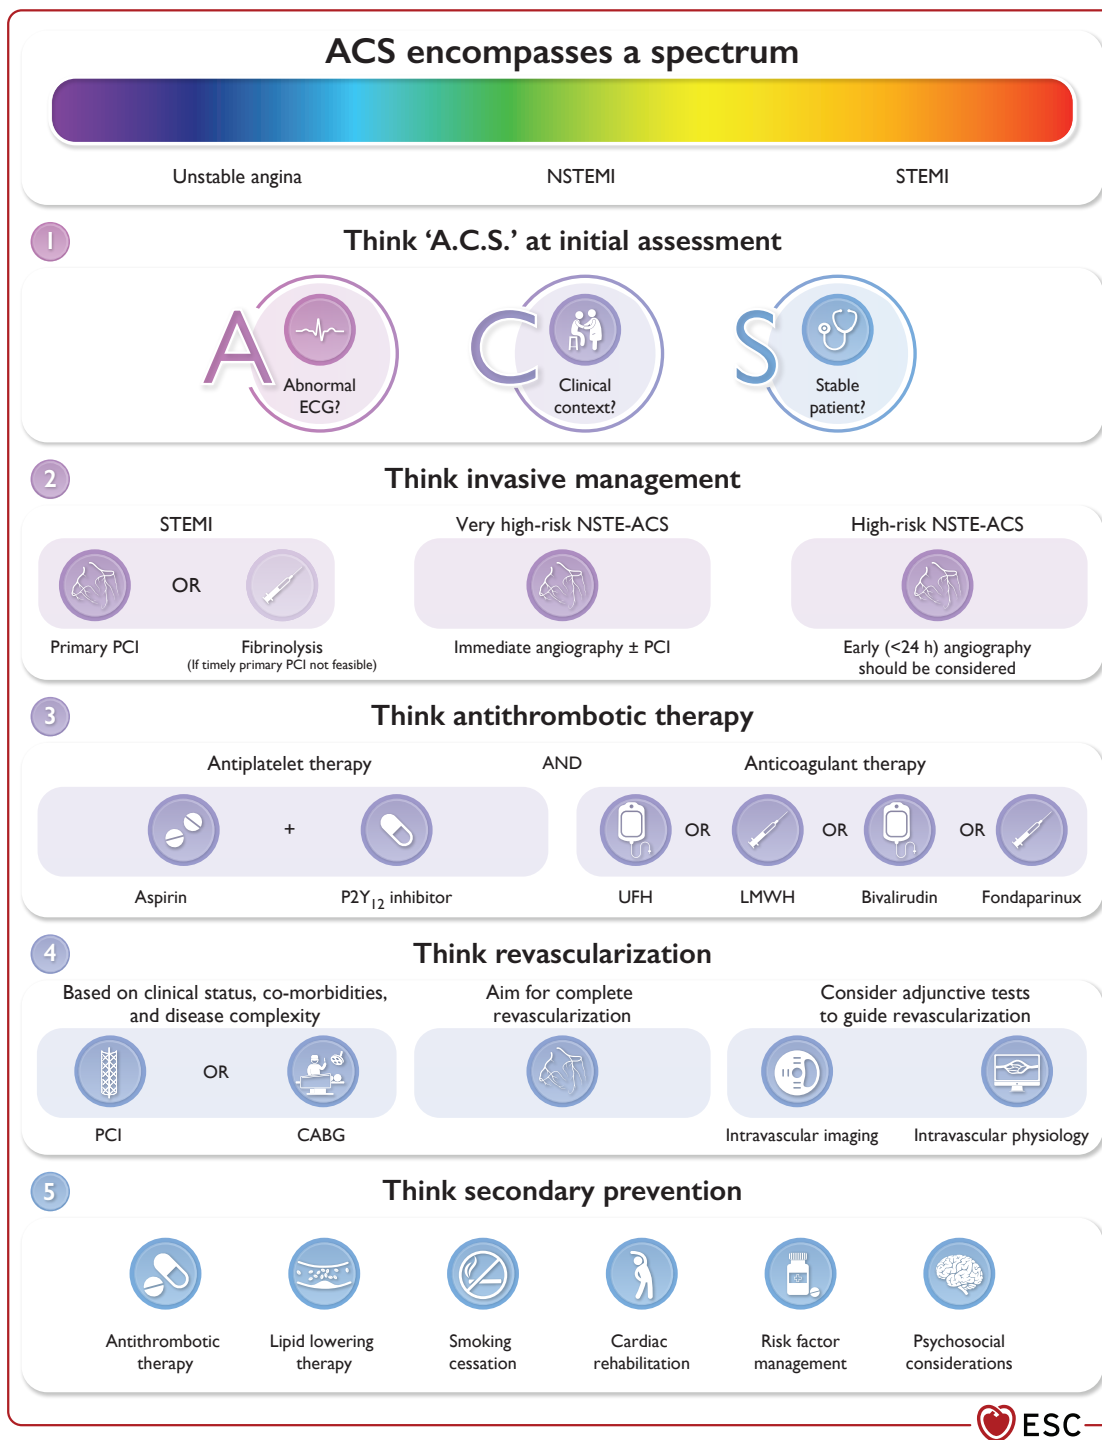 ACS encompasses a spectrum
Unstable angina
NSTEMI
STEMI
1
Think ‘A.C.S.’ at initial assessment
A
Abnormal
ECG?
C
Clinical
context?
S
Stable
patient?
2
Think invasive management
STEMI
OR
Primary PCI
Fibrinolysis
(If timely primary PCI not feasible)
Very high-risk NSTE-ACS
Immediate angiography ± PCI
High-risk NSTE-ACS
Early (<24 h) angiography
should be considered
3
Think antithrombotic therapy
Antiplatelet therapy
AND
Anticoagulant therapy
+
Aspirin
P2Y12 inhibitor
OR
OR
OR
UFH
LMWH
Bivalirudin
Fondaparinux
4
Think revascularization
Based on clinical status, co-morbidities,
and disease complexity
OR
PCI
CABG
Aim for complete
revascularization
Consider adjunctive tests
to guide revascularization
Intravascular imaging
Intravascular physiology
5
Think secondary prevention
Antithrombotic
therapy
Lipid lowering
therapy
Smoking
cessation
Cardiac
rehabilitation
Risk factor
management
Psychosocial
considerations
ESC